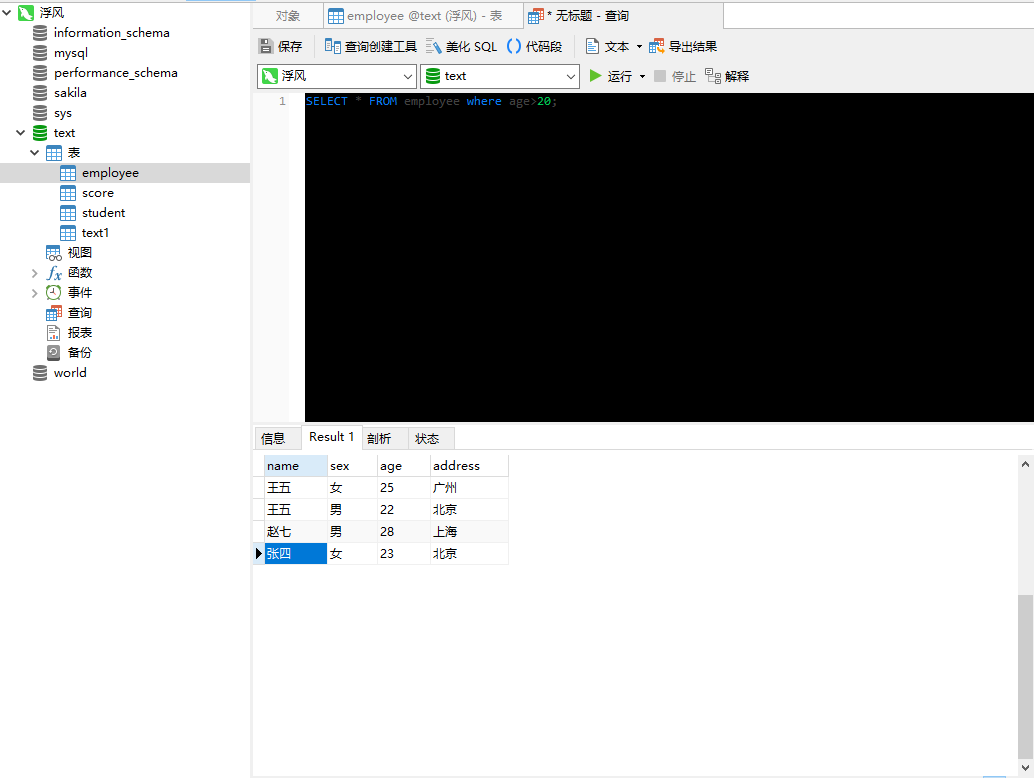 浮风
information_schema
mysql
performance_schema
sakila
sys
text
表
employee
score
student
text1
视图
函数
事件
查询
报表
备份
world
对象 employee @text (浮风) - 表 * 无标题 - 查询
保存 查询创建工具 美化 SQL 代码段 文本 导出结果
浮风 text 运行 停止 解释
1 SELECT * FROM employee where age>20;
信息 Result 1 剖析 状态
name sex age address
王五 女 25 广州
王五 男 22 北京
赵七 男 28 上海
张四 女 23 北京